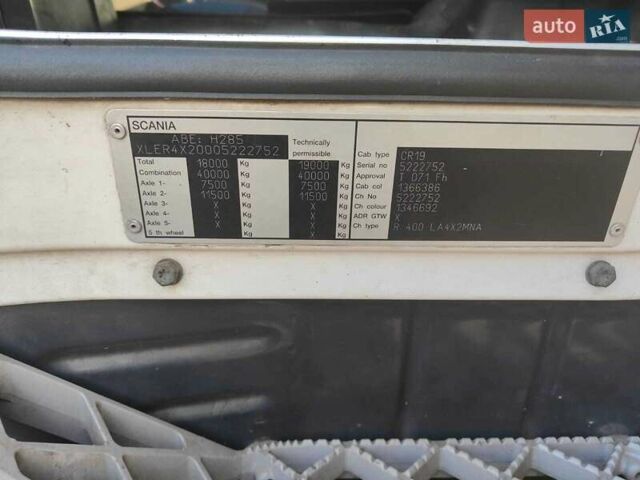 auto RIA
.com
SCANIA
ABE: H285
XLER4X20005222752
Technically
permissible
Total 18000 Kg 19000 Kg
Combination 40000 Kg 40000 Kg
Axle 1- 7500 Kg 7500 Kg
Axle 2- 11500 Kg 11500 Kg
Axle 3- X Kg X Kg
Axle 4- X Kg X Kg
Axle 5- X Kg X Kg
5 th wheel X Kg X Kg
Cab type CR19
Serial no 5222752
Approval T 071 Fh
Cab col 1366386
Ch no 5222752
Ch colour 1346692
ADR GTW X
Ch type R 400 LA4X2MNA